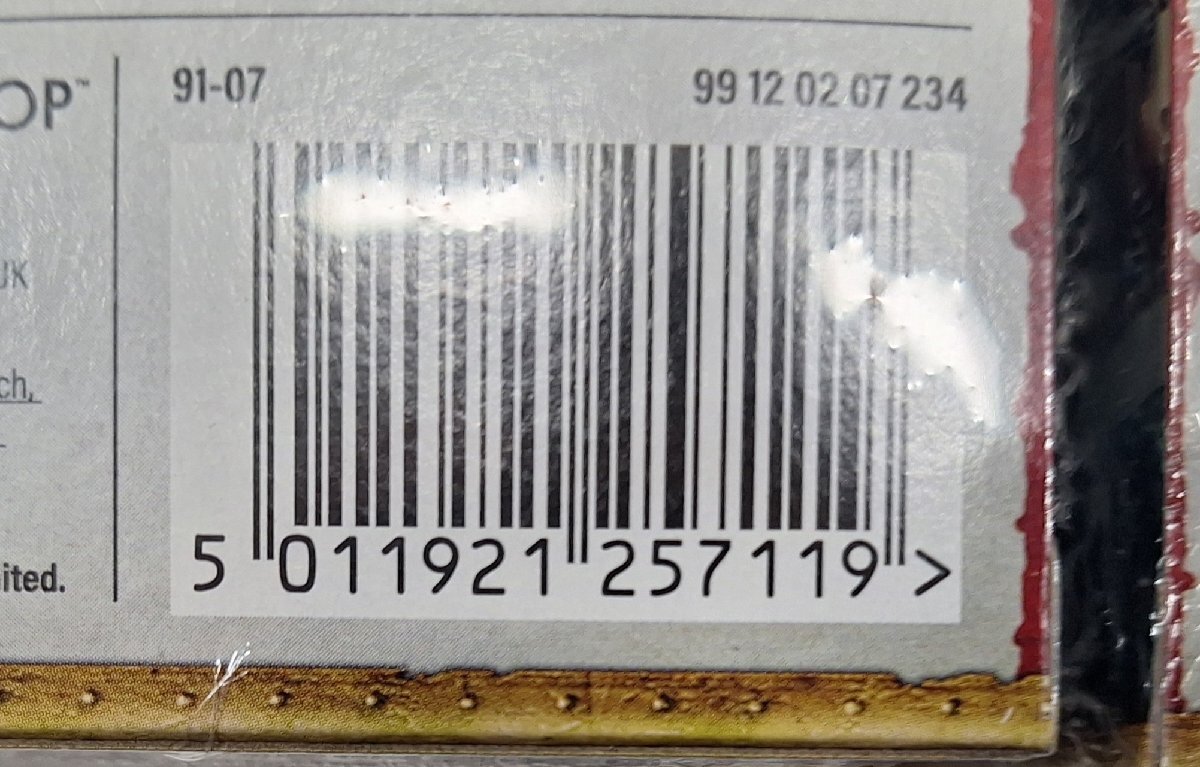 OP™
91-07
99 12 02 07 234
UK
ch,
ited.
5 011921 257119 >